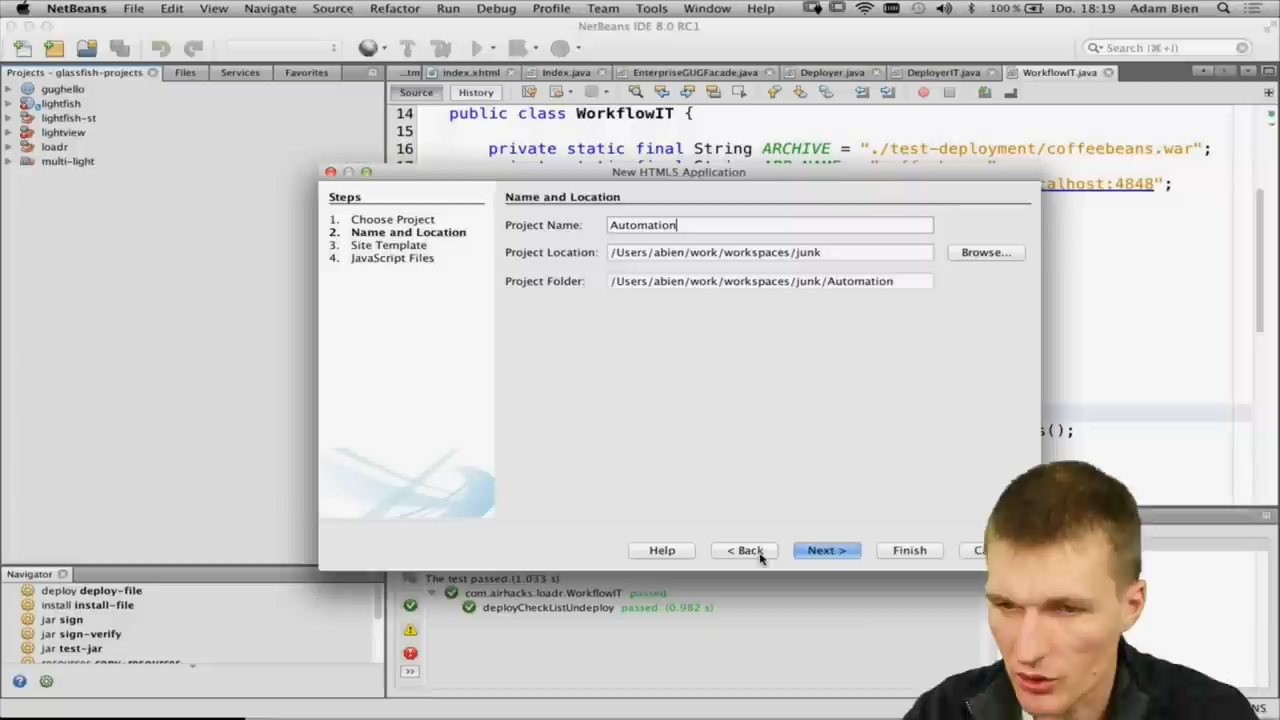 NetBeans File Edit View Navigate Source Refactor Run Debug Profile Team Tools Window Help 100 % Do. 18:19 Adam Bien
NetBeans IDE 8.0 RC1
Search (⌘+I)
Projects - glassfish-projects Files Services Favorites
...tm index.xhtml Index.java EnterpriseGUGFacade.java Deployer.java DeployerIT.java WorkflowIT.java
Source History
gughello
lightfish
lightfish-st
lightview
loadr
multi-light
14 public class WorkflowIT {
15
16 private static final String ARCHIVE = "./test-deployment/coffeebeans.war";
alhost:4848";
s();
New HTML5 Application
Steps
1. Choose Project
2. Name and Location
3. Site Template
4. JavaScript Files
Name and Location
Project Name: Automation
Project Location: /Users/abien/work/workspaces/junk Browse...
Project Folder: /Users/abien/work/workspaces/junk/Automation
Help < Back Next > Finish
Navigator
deploy deploy-file
install install-file
jar sign
jar sign-verify
jar test-jar
resources copy-resources
The test passed.(1.033 s)
com.airhacks.loadr.WorkflowIT passed
deployCheckListUndeploy passed (0.982 s)
>>